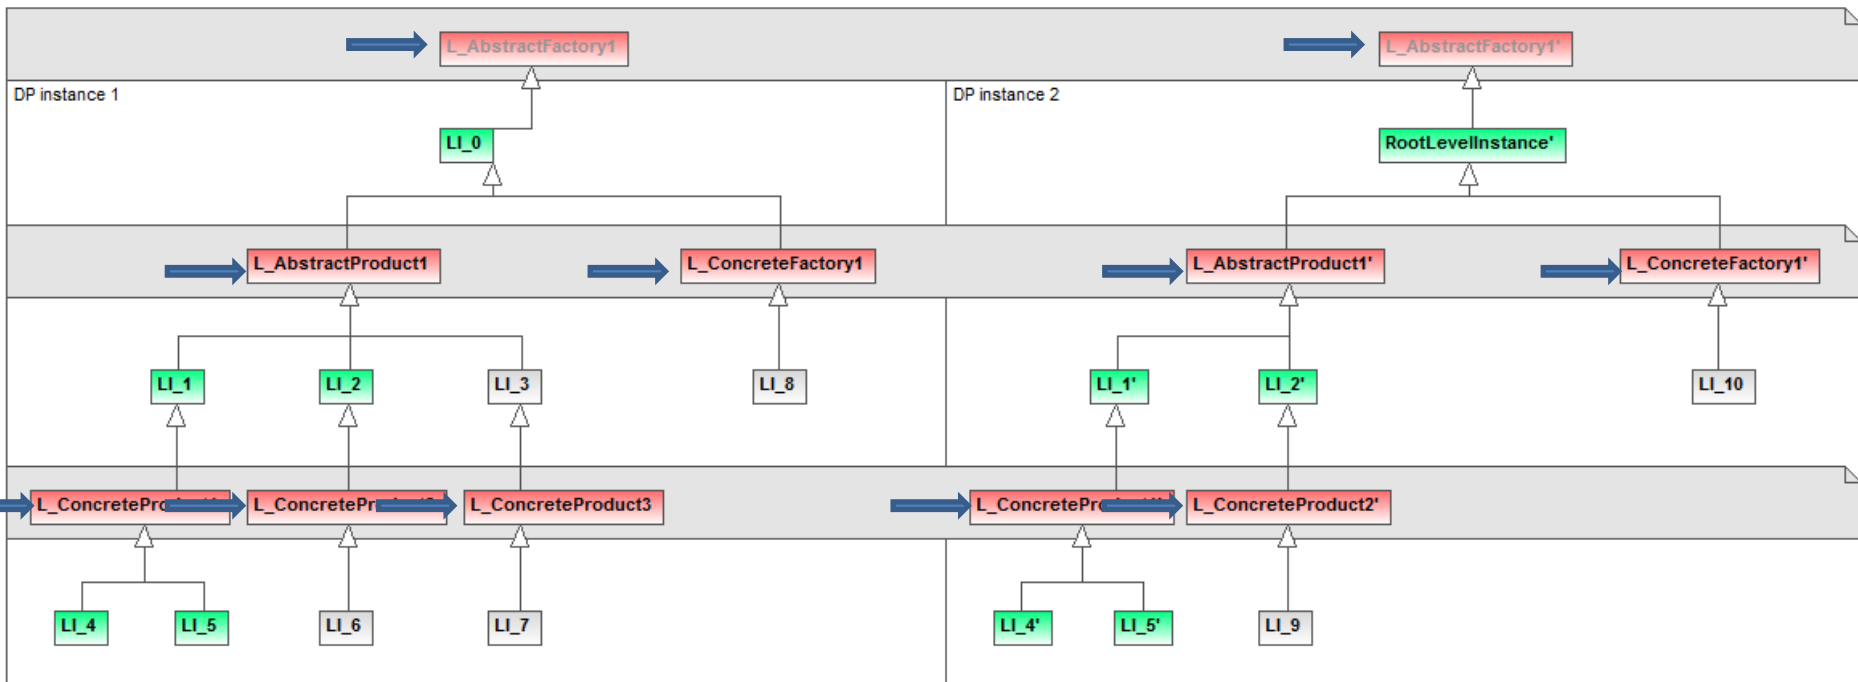 L_AbstractFactory1
L_AbstractFactory1'
DP instance 1
DP instance 2
LI_0
RootLevelInstance'
L_AbstractProduct1
L_ConcreteFactory1
L_AbstractProduct1'
L_ConcreteFactory1'
LI_1
LI_2
LI_3
LI_8
LI_1'
LI_2'
LI_10
L_ConcreteProduct3
L_ConcreteProduct2'
LI_4
LI_5
LI_6
LI_7
LI_4'
LI_5'
LI_9